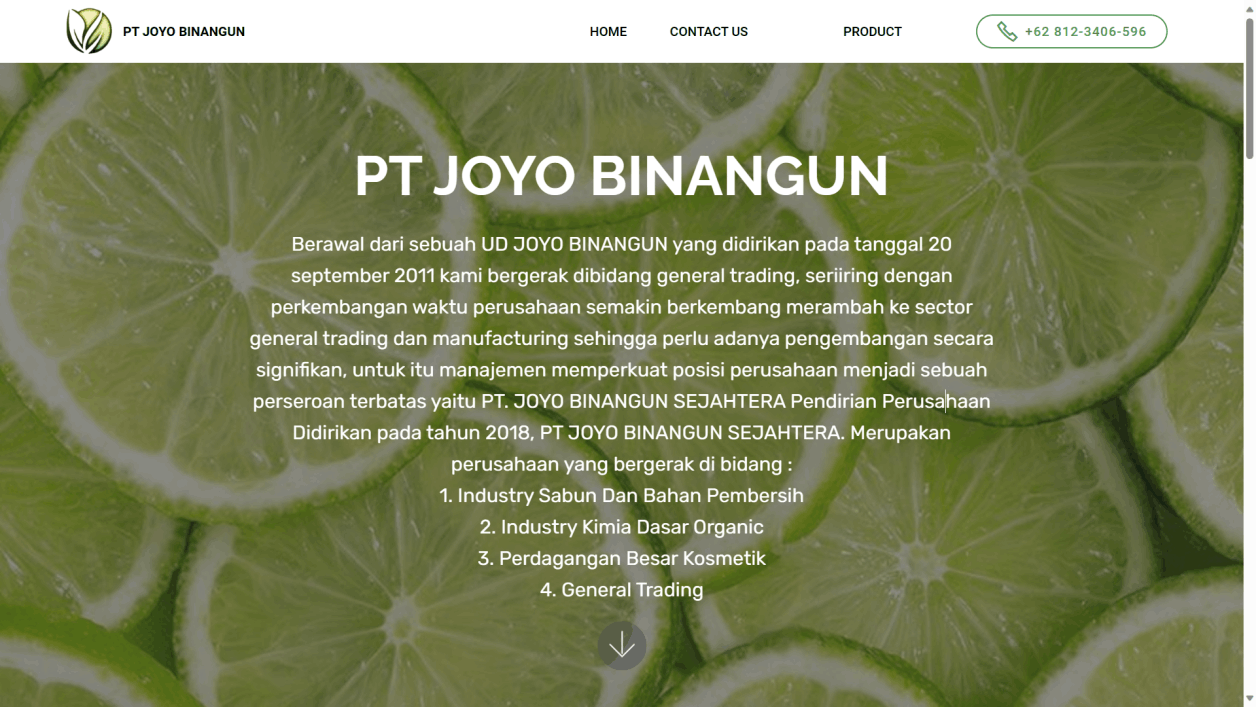 PT JOYO BINANGUN
HOME
CONTACT US
PRODUCT
+62 812-3406-596
PT JOYO BINANGUN
Berawal dari sebuah UD JOYO BINANGUN yang didirikan pada tanggal 20
september 2011 kami bergerak dibidang general trading, seriiring dengan
perkembangan waktu perusahaan semakin berkembang merambah ke sector
general trading dan manufacturing sehingga perlu adanya pengembangan secara
signifikan, untuk itu manajemen memperkuat posisi perusahaan menjadi sebuah
perseroan terbatas yaitu PT. JOYO BINANGUN SEJAHTERA Pendirian Perusahaan
Didirikan pada tahun 2018, PT JOYO BINANGUN SEJAHTERA. Merupakan
perusahaan yang bergerak di bidang :
1. Industry Sabun Dan Bahan Pembersih
2. Industry Kimia Dasar Organic
3. Perdagangan Besar Kosmetik
4. General Trading